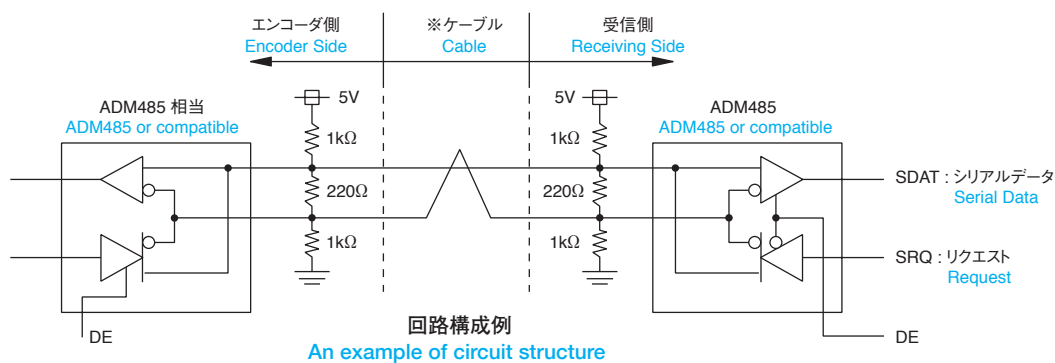 エンコーダ側
Encoder Side
※ケーブル
Cable
受信側
Receiving Side
ADM485 相当
ADM485 or compatible
5V
1kΩ
220Ω
1kΩ
DE
5V
1kΩ
220Ω
1kΩ
ADM485
ADM485 or compatible
SDAT : シリアルデータ
Serial Data
SRQ : リクエスト
Request
DE
回路構成例
An example of circuit structure